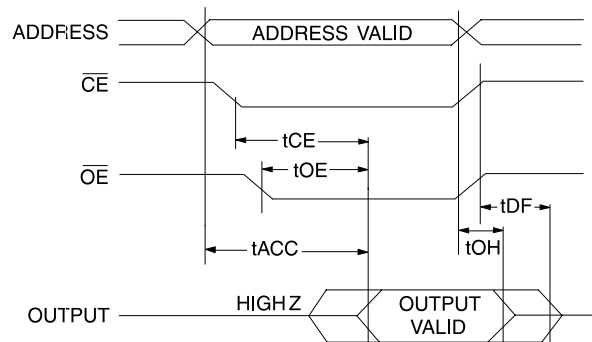 ADDRESS
ADDRESS VALID
CE
tCE
tOE
OE
tDF
tOH
tACC
HIGH Z
OUTPUT
OUTPUT
VALID